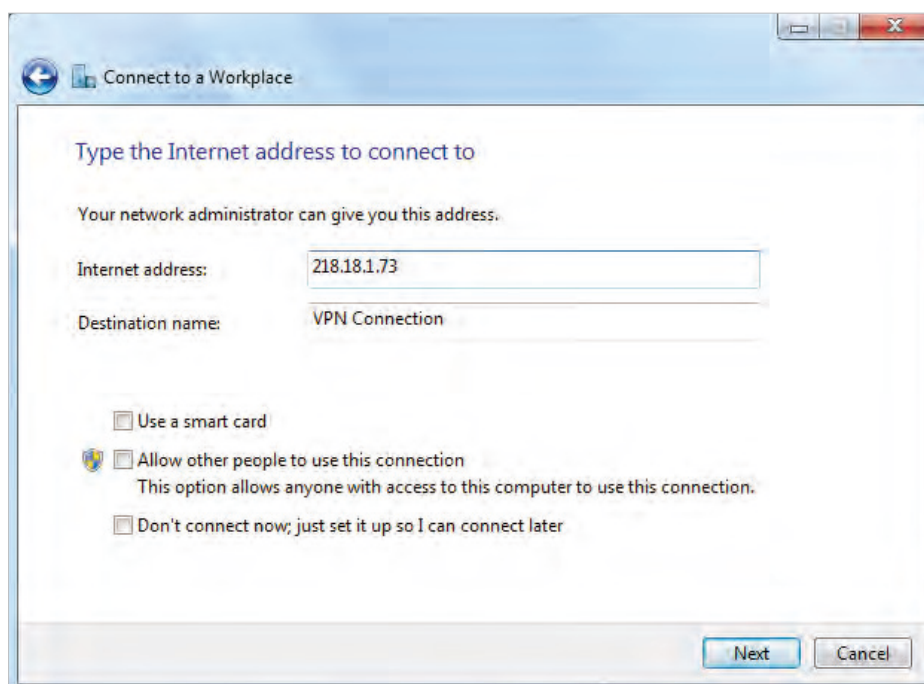 Connect to a Workplace
Type the Internet address to connect to
Your network administrator can give you this address.
Internet address: 218.18.1.73
Destination name: VPN Connection
Use a smart card
Allow other people to use this connection
This option allows anyone with access to this computer to use this connection.
Don't connect now; just set it up so I can connect later
Next Cancel